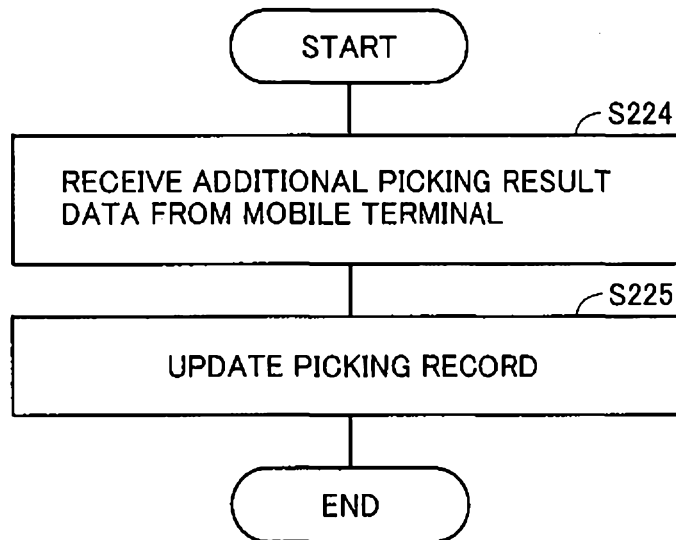 START
S224
RECEIVE ADDITIONAL PICKING RESULT
DATA FROM MOBILE TERMINAL
S225
UPDATE PICKING RECORD
END